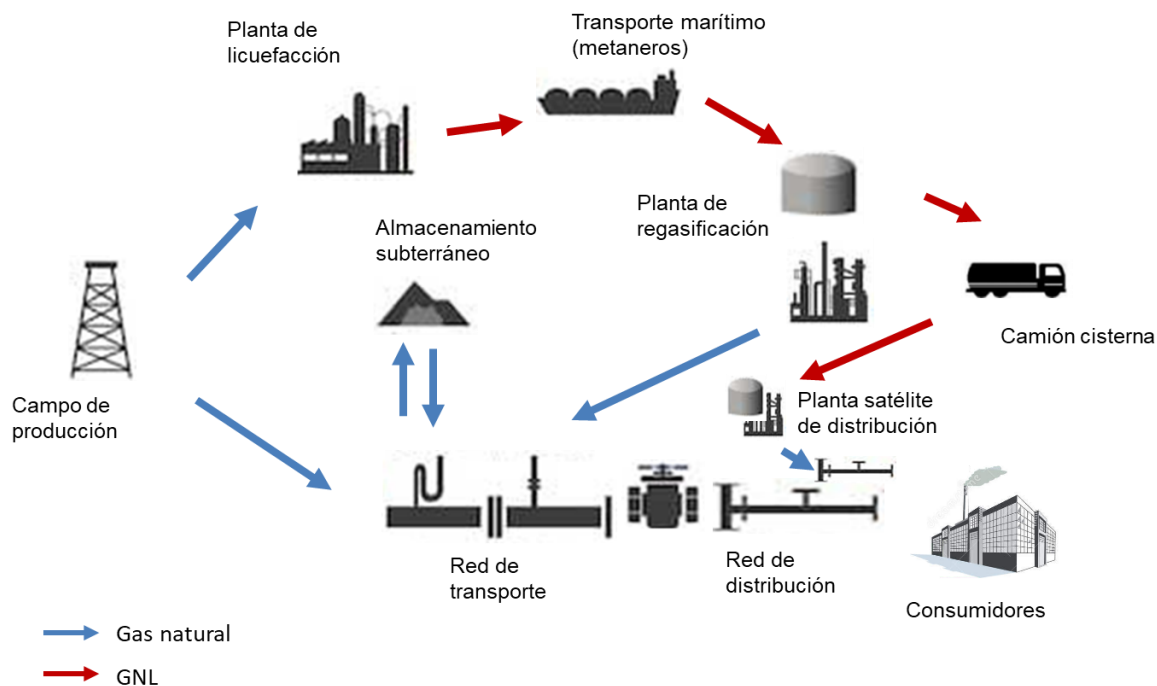 Planta de
licuefacción
Transporte marítimo
(metaneros)
Planta de
regasificación
Almacenamiento
subterráneo
Camión cisterna
Campo de
producción
Planta satélite
de distribución
Red de
transporte
Red de
distribución
Consumidores
Gas natural
GNL